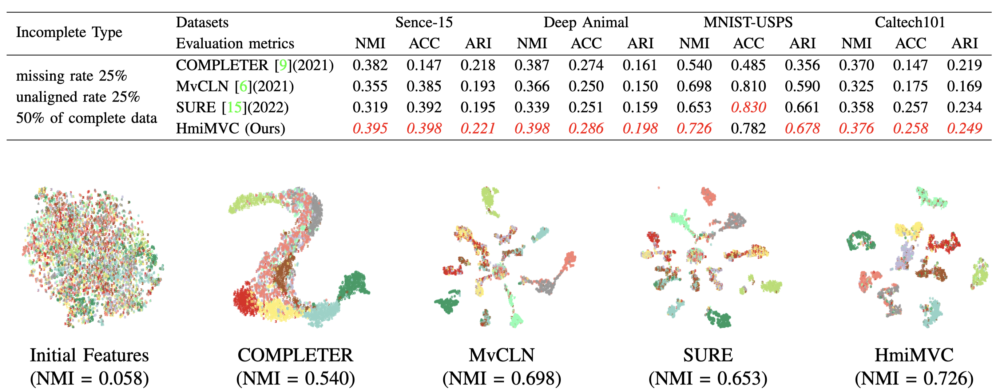 Incomplete Type Datasets Sence-15 Deep Animal MNIST-USPS Caltech101
Evaluation metrics NMI ACC ARI NMI ACC ARI NMI ACC ARI NMI ACC ARI
missing rate 25%
unaligned rate 25%
50% of complete data
COMPLETER [9](2021) 0.382 0.147 0.218 0.387 0.274 0.161 0.540 0.485 0.356 0.370 0.147 0.219
MvCLN [6](2021) 0.355 0.385 0.193 0.366 0.250 0.150 0.698 0.810 0.590 0.325 0.175 0.169
SURE [15](2022) 0.319 0.392 0.195 0.339 0.251 0.159 0.653 0.830 0.661 0.358 0.257 0.234
HmiMVC (Ours) 0.395 0.398 0.221 0.398 0.286 0.198 0.726 0.782 0.678 0.376 0.258 0.249
Initial Features
(NMI = 0.058)
COMPLETER
(NMI = 0.540)
MvCLN
(NMI = 0.698)
SURE
(NMI = 0.653)
HmiMVC
(NMI = 0.726)